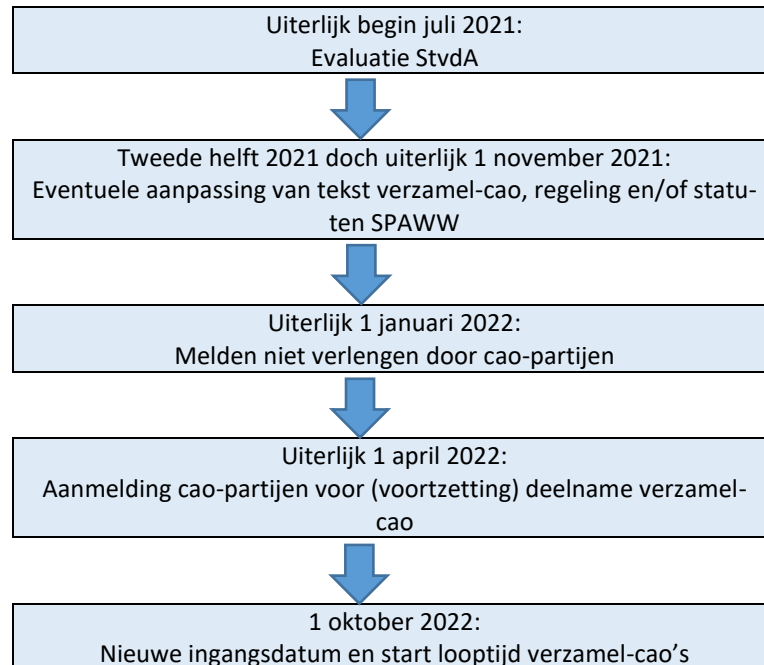 Uiterlijk begin juli 2021:
Evaluatie StvdA
Tweede helft 2021 doch uiterlijk 1 november 2021:
Eventuele aanpassing van tekst verzamel-cao, regeling en/of statu-
ten SPAWW
Uiterlijk 1 januari 2022:
Melden niet verlengen door cao-partijen
Uiterlijk 1 april 2022:
Aanmelding cao-partijen voor (voortzetting) deelname verzamel-
cao
1 oktober 2022:
Nieuwe ingangsdatum en start looptijd verzamel-cao’s